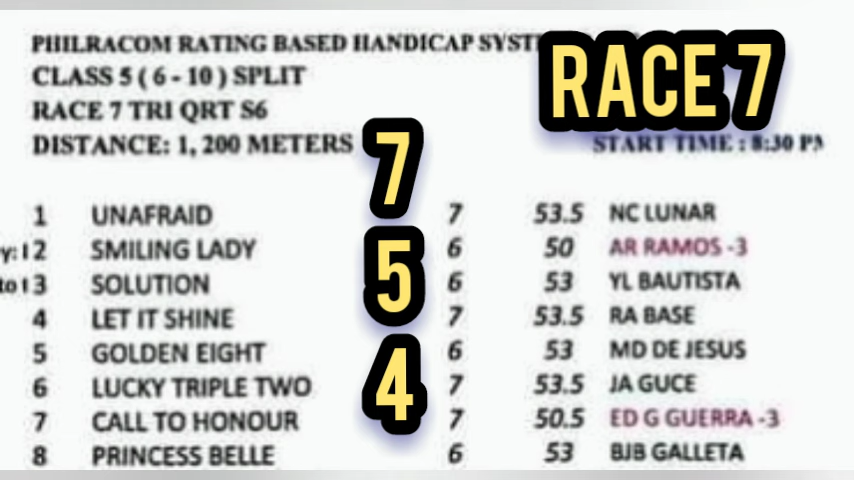 PHILRACOM RATING BASED HANDICAP
RACE 7
CLASS 5 ( 6 - 10 ) SPLIT
RACE 7 TRI QRT S6
DISTANCE: 1, 200 METERS
START TIME : 8:30 PM
7
1 UNAFRAID 7 53.5 NC LUNAR
2 SMILING LADY 6 50 AR RAMOS -3
5
3 SOLUTION 6 53 YL BAUTISTA
4 LET IT SHINE 7 53.5 RA BASE
5 GOLDEN EIGHT 6 53 MD DE JESUS
4
6 LUCKY TRIPLE TWO 7 53.5 JA GUCE
7 CALL TO HONOUR 7 50.5 ED G GUERRA -3
8 PRINCESS BELLE 6 53 BJB GALLETA